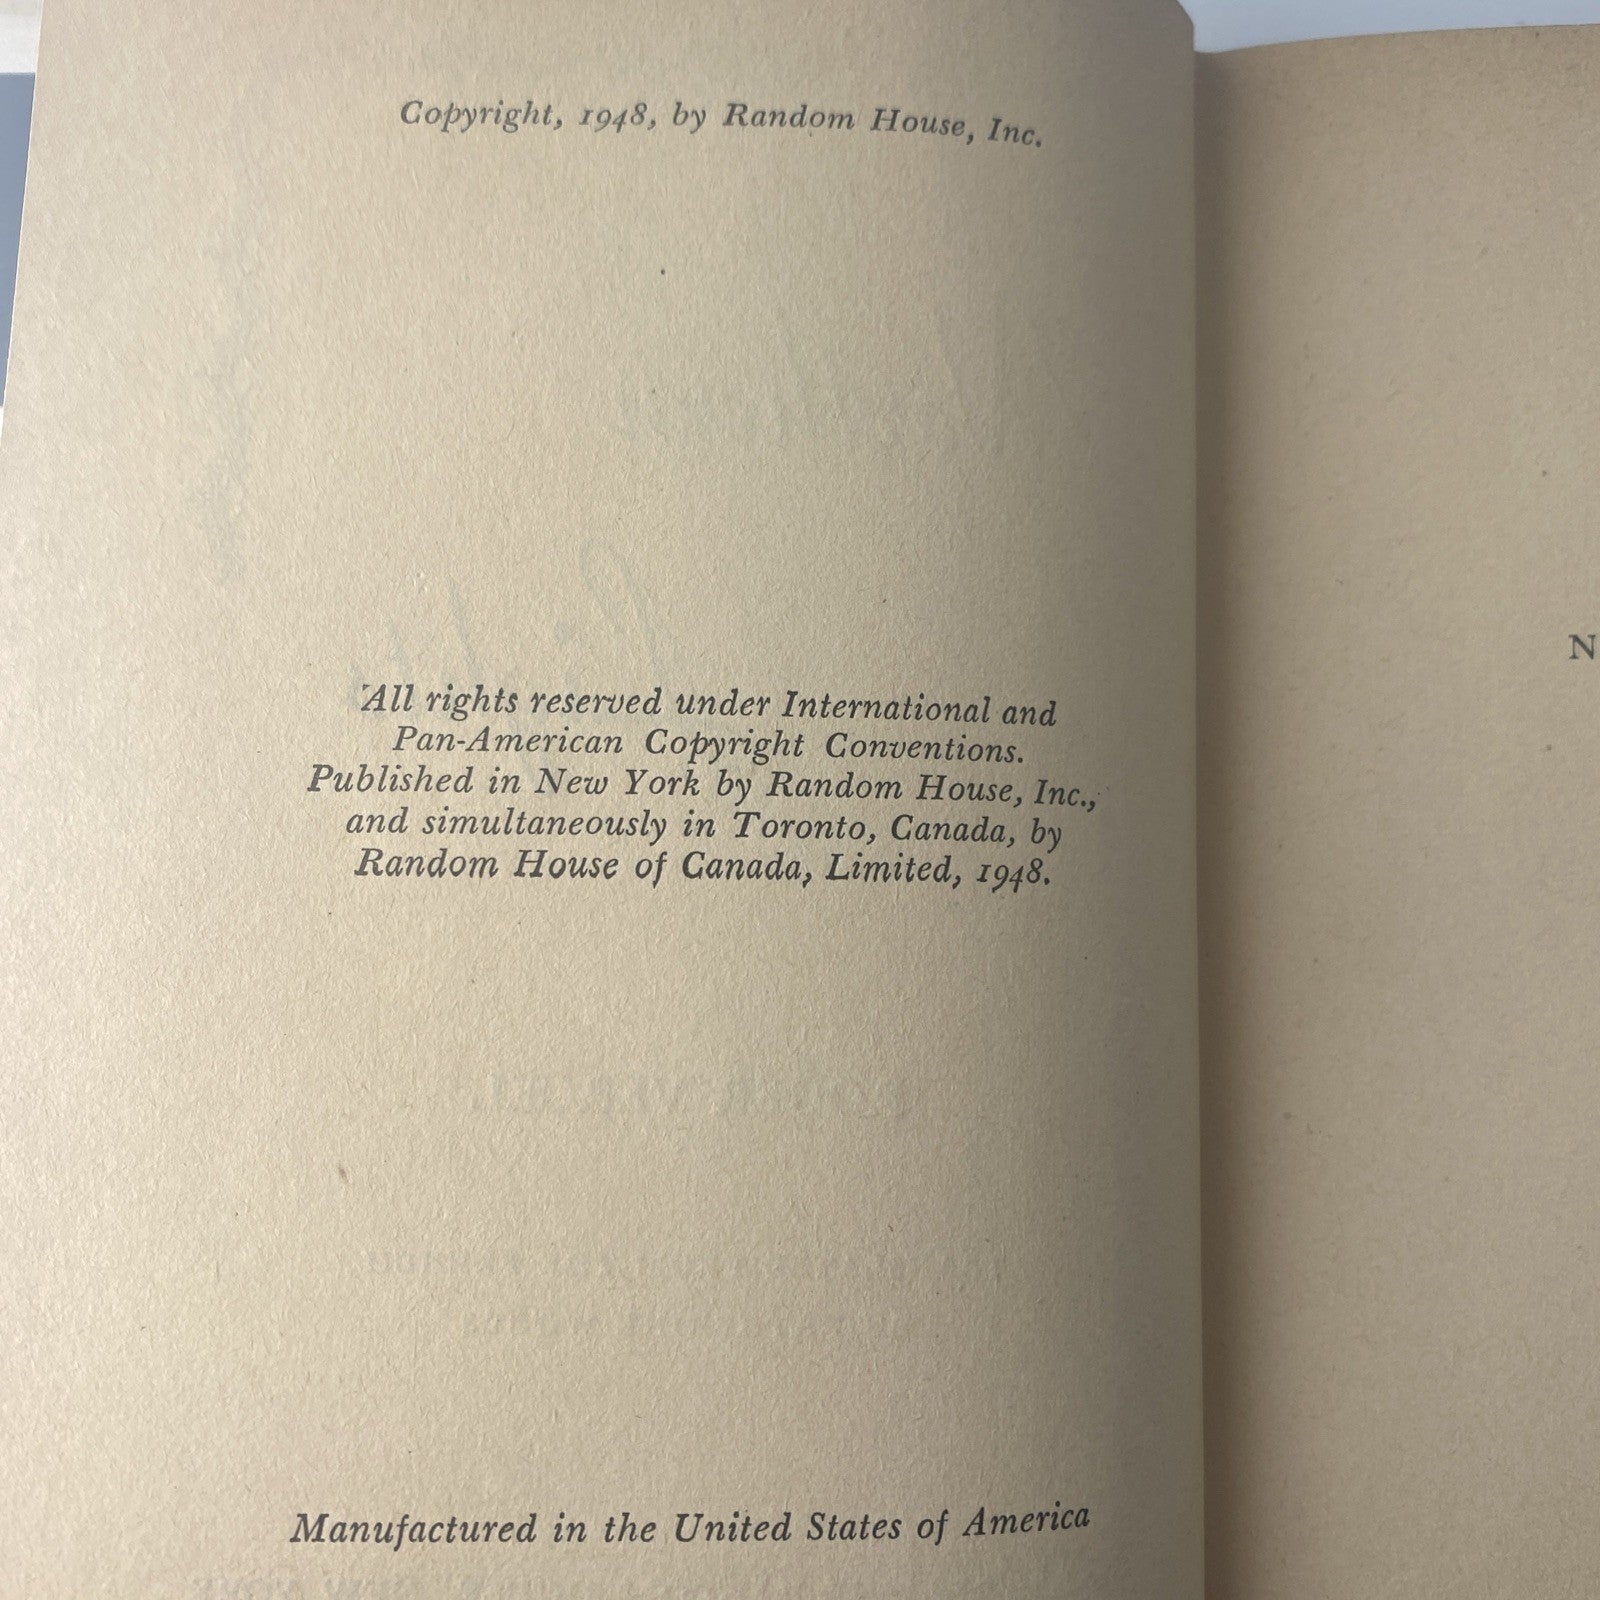 Copyright, 1948, by Random House, Inc.
All rights reserved under International and
Pan-American Copyright Conventions.
Published in New York by Random House, Inc.,
and simultaneously in Toronto, Canada, by
Random House of Canada, Limited, 1948.
Manufactured in the United States of America
N